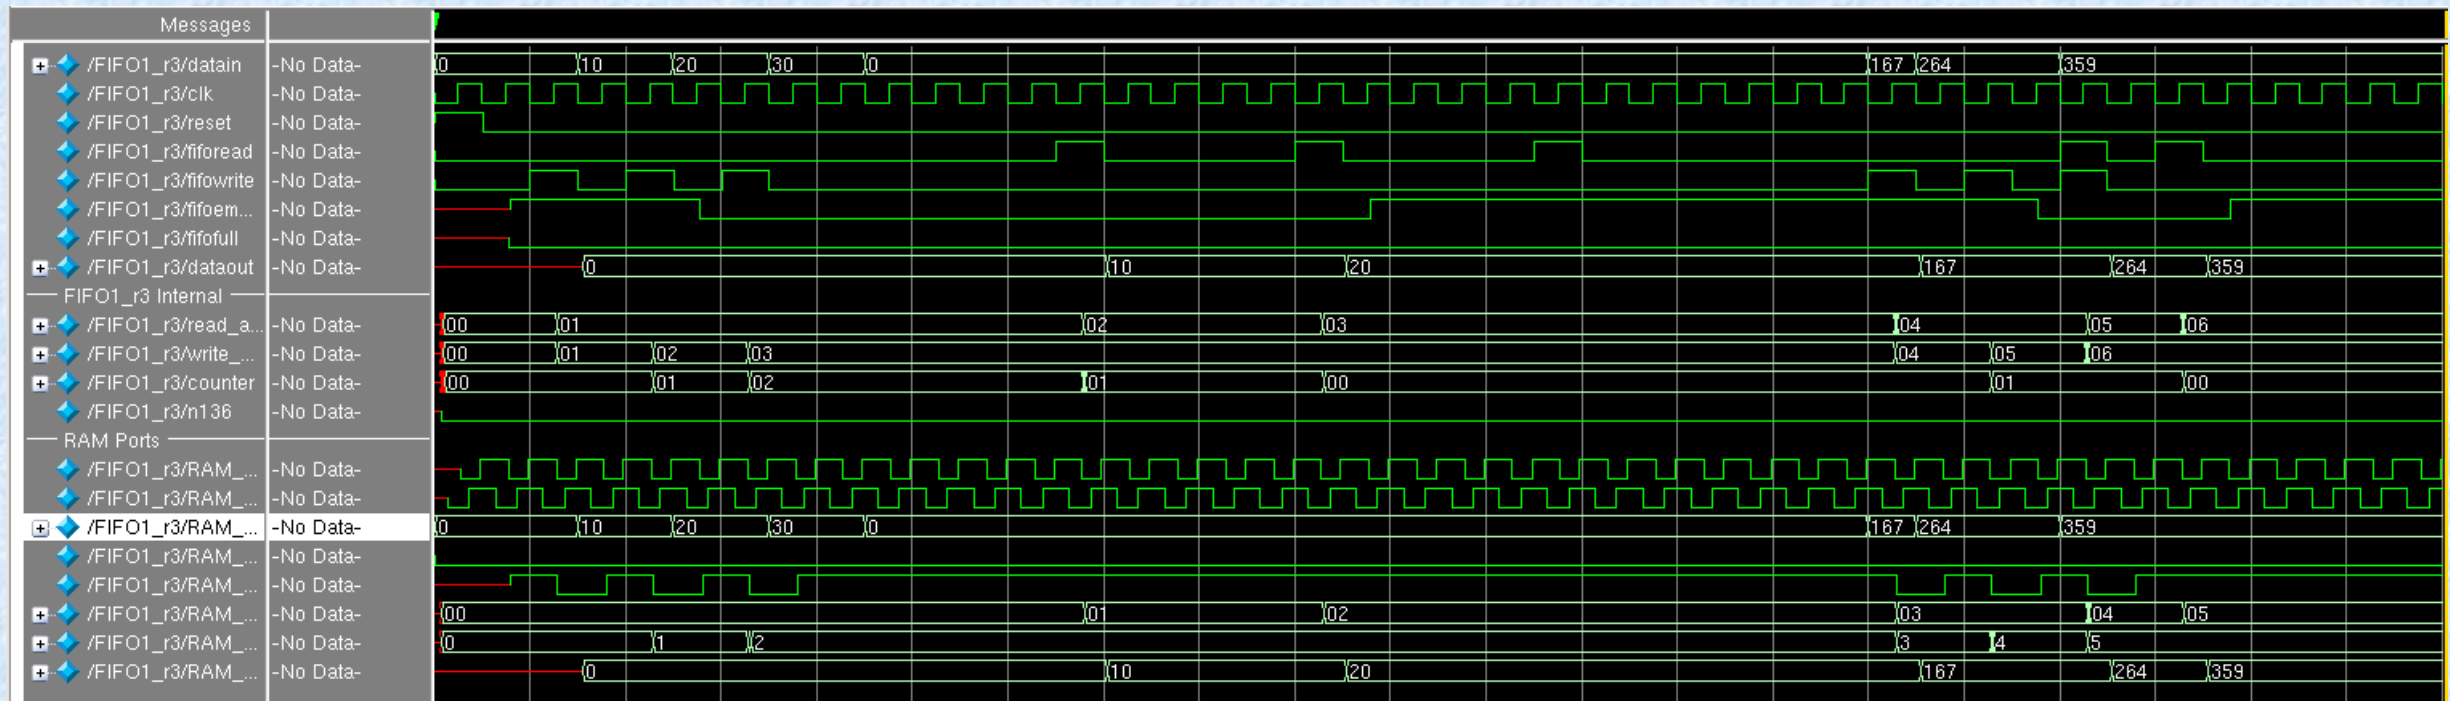 Messages
/FIFO1_r3/datain -No Data- 0 10 20 30 0 167 264 359
/FIFO1_r3/clk -No Data-
/FIFO1_r3/reset -No Data-
/FIFO1_r3/fiforead -No Data-
/FIFO1_r3/fifowrite -No Data-
/FIFO1_r3/fifoem... -No Data-
/FIFO1_r3/fifofull -No Data-
/FIFO1_r3/dataout -No Data- 0 10 20 167 264 359
FIFO1_r3 Internal
/FIFO1_r3/read_a... -No Data- 00 01 02 03 04 05 06
/FIFO1_r3/write_... -No Data- 00 01 02 03 04 05 06
/FIFO1_r3/counter -No Data- 00 01 02 01 00 01 00
/FIFO1_r3/n136 -No Data-
RAM Ports
/FIFO1_r3/RAM_... -No Data-
/FIFO1_r3/RAM_... -No Data-
/FIFO1_r3/RAM_... -No Data- 0 10 20 30 0 167 264 359
/FIFO1_r3/RAM_... -No Data-
/FIFO1_r3/RAM_... -No Data-
/FIFO1_r3/RAM_... -No Data- 00 01 02 03 04 05
/FIFO1_r3/RAM_... -No Data- 0 1 2 3 4 5
/FIFO1_r3/RAM_... -No Data- 0 10 20 167 264 359